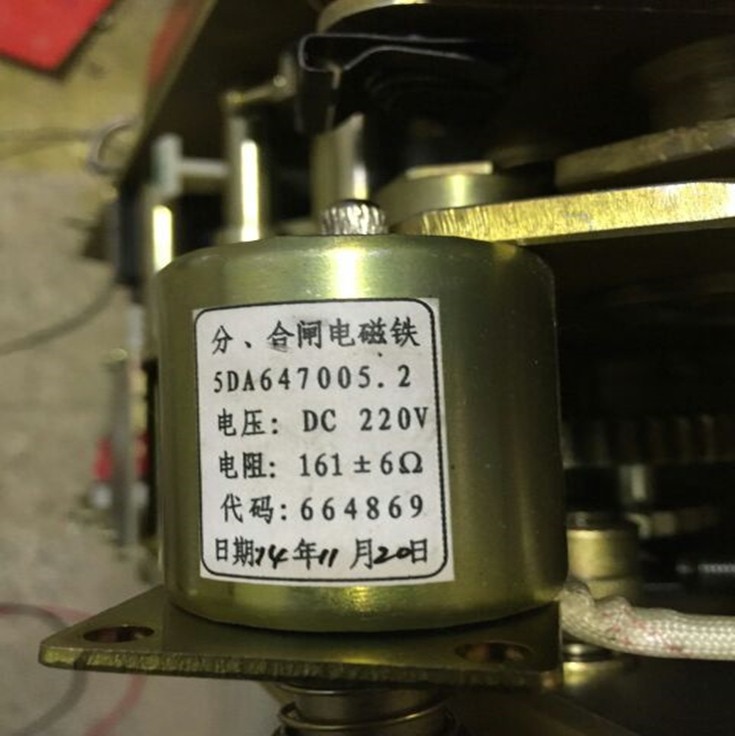 分、合闸电磁铁
5DA647005.2
电压: DC 220V
电阻: 161±6Ω
代码: 664869
日期14年11月20日